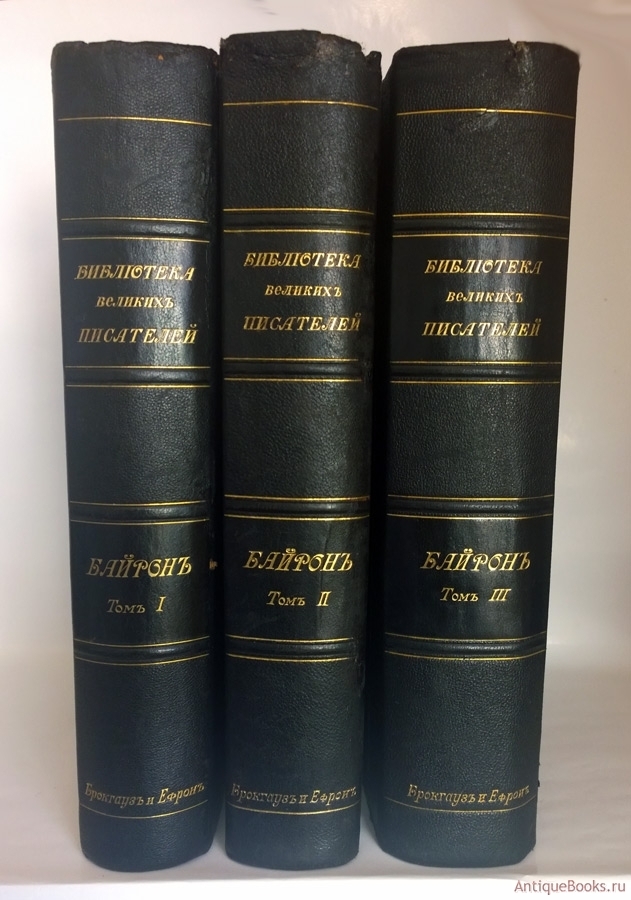 БИБЛІОТЕКА
ВЕЛИКИХЪ
ПИСАТЕЛЕЙ
БАЙРОНЪ
Томъ I
Брокгаузъ и Ефронъ
БИБЛІОТЕКА
ВЕЛИКИХЪ
ПИСАТЕЛЕЙ
БАЙРОНЪ
Томъ II
Брокгаузъ и Ефронъ
БИБЛІОТЕКА
ВЕЛИКИХЪ
ПИСАТЕЛЕЙ
БАЙРОНЪ
Томъ III
Брокгаузъ и Ефронъ
AntiqueBooks.ru